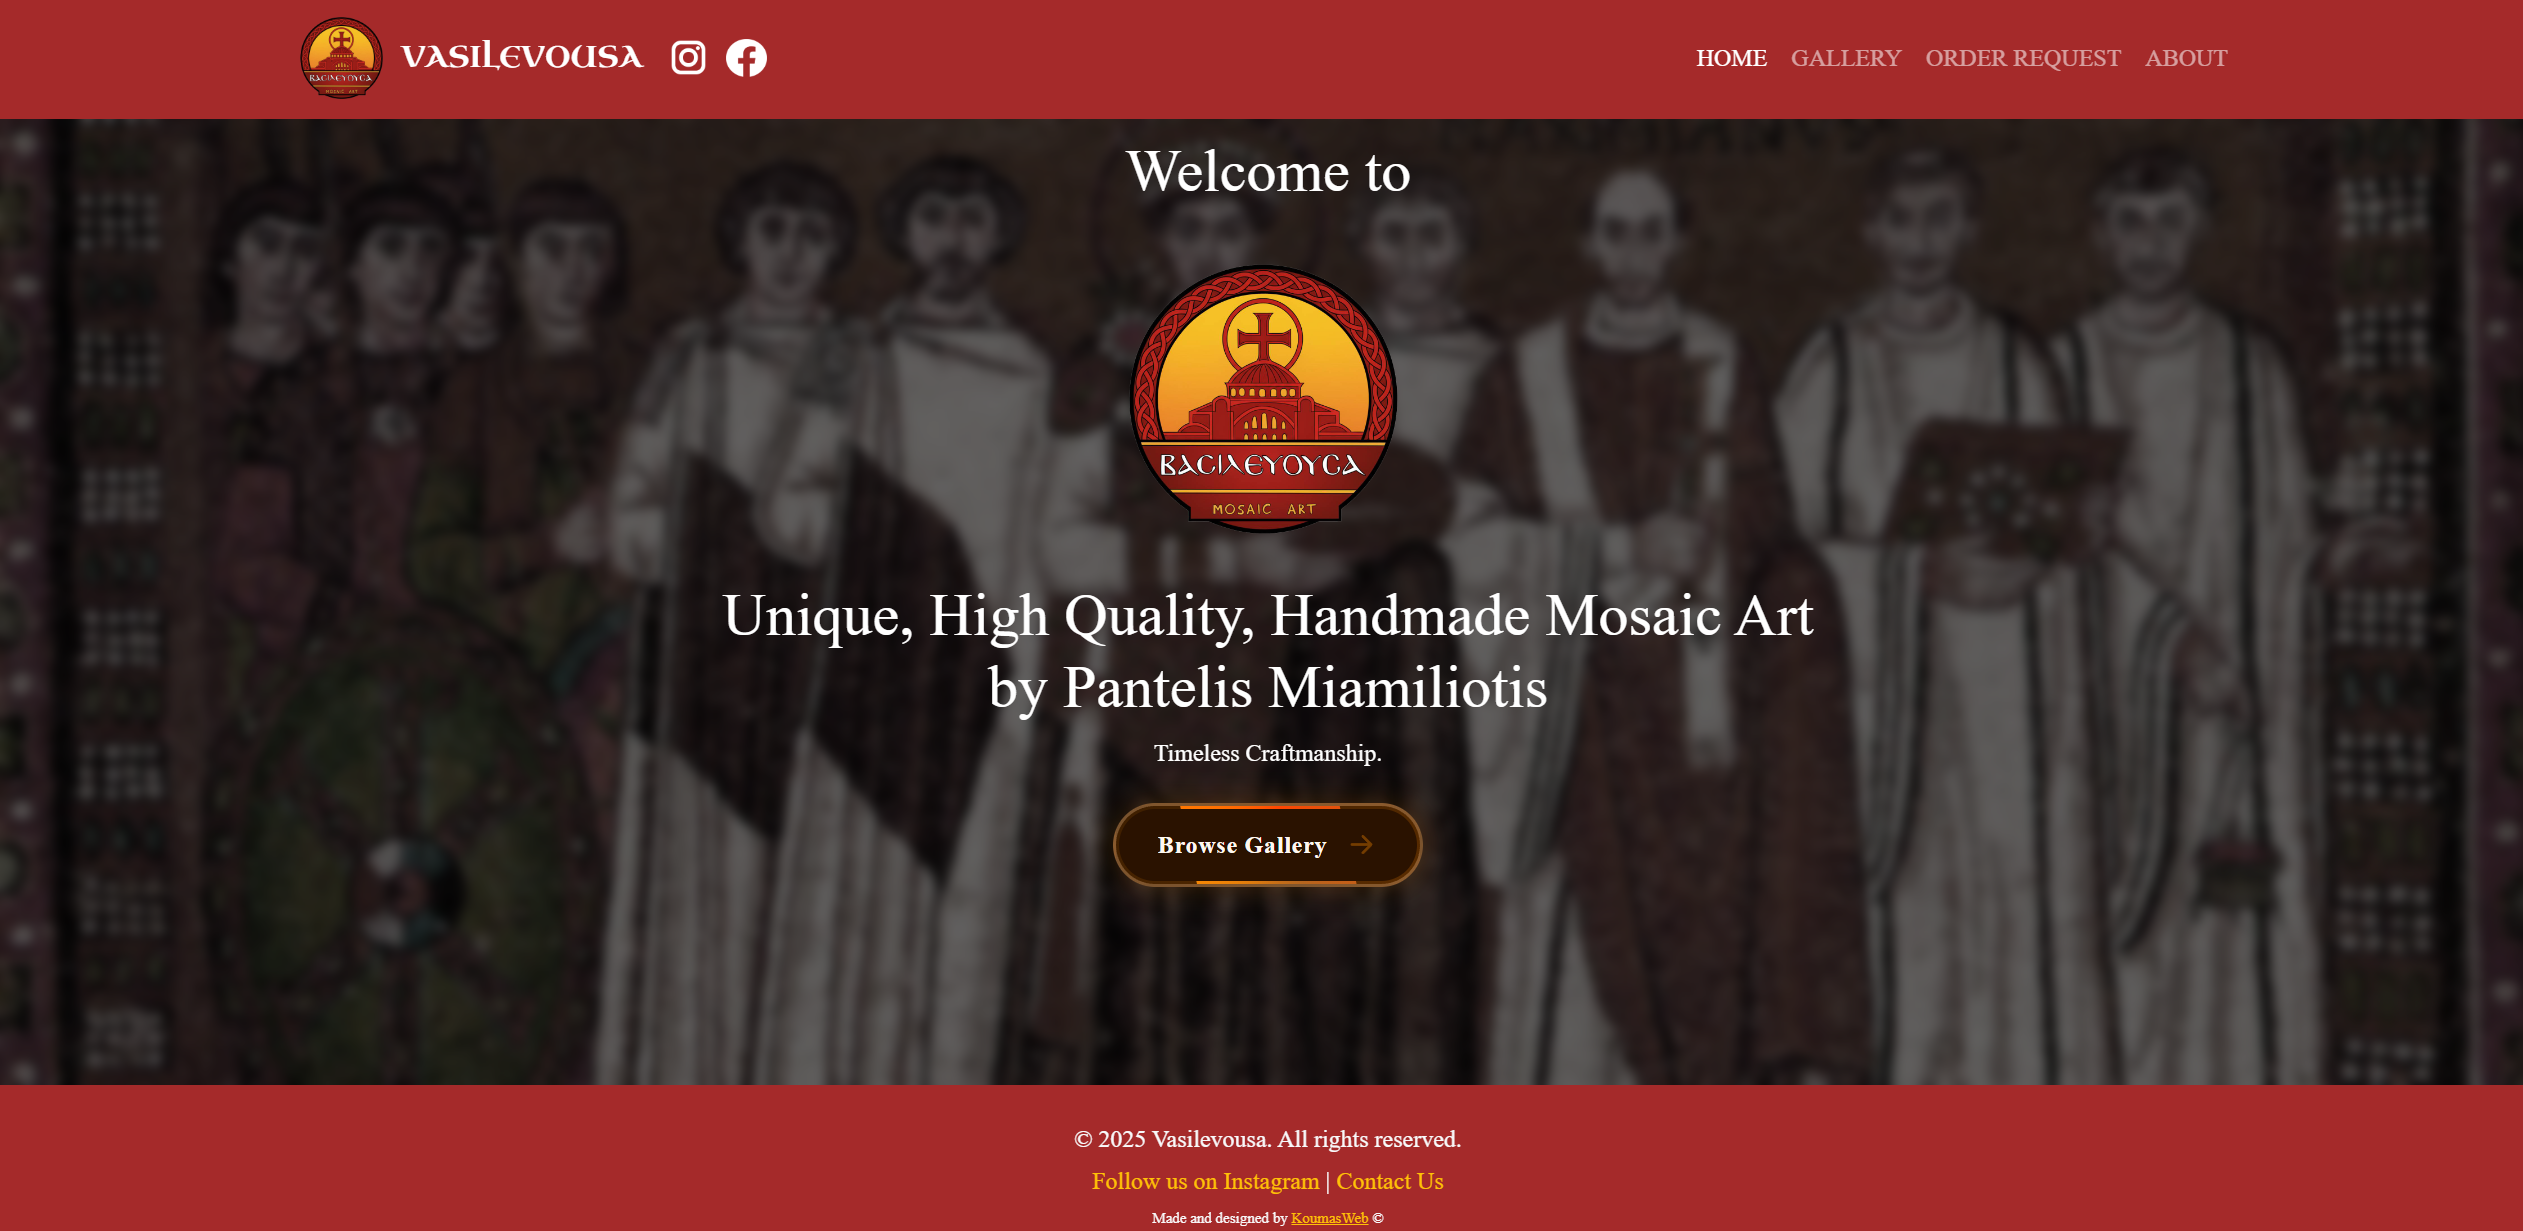 ΒΑCΙΛΕΥΟΥCΑ
MOSAIC ART
VASILEVOUSA
HOME GALLERY ORDER REQUEST ABOUT
Welcome to
ΒΑCΙΛΕΥΟΥCΑ
MOSAIC ART
Unique, High Quality, Handmade Mosaic Art
by Pantelis Miamiliotis
Timeless Craftmanship.
Browse Gallery →
© 2025 Vasilevousa. All rights reserved.
Follow us on Instagram | Contact Us
Made and designed by KoumasWeb ©